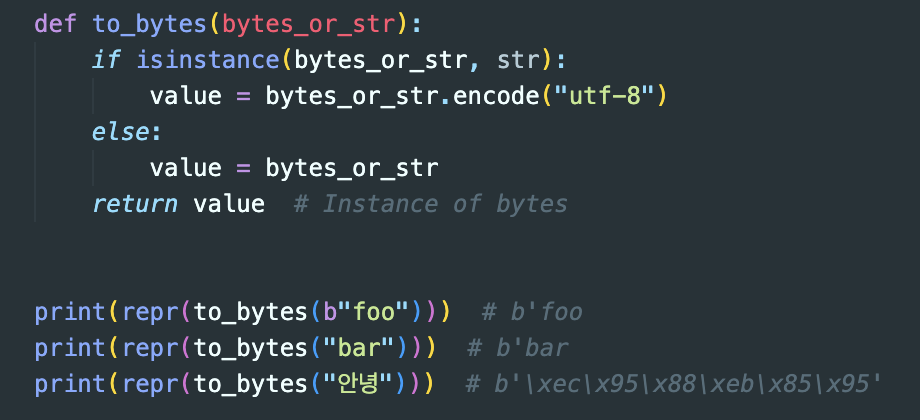 def to_bytes(bytes_or_str):
    if isinstance(bytes_or_str, str):
        value = bytes_or_str.encode("utf-8")
    else:
        value = bytes_or_str
    return value  # Instance of bytes


print(repr(to_bytes(b"foo")))  # b'foo
print(repr(to_bytes("bar")))  # b'bar
print(repr(to_bytes("안녕")))  # b'\xec\x95\x88\xeb\x85\x95'